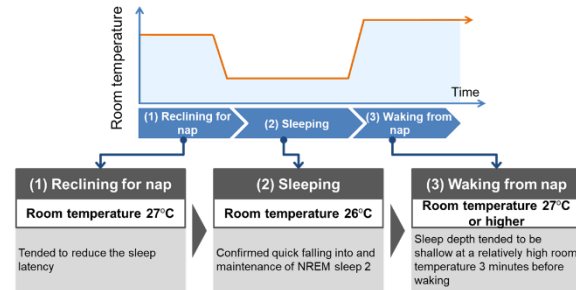 Room temperature
Time
(1) Reclining for
nap
(2) Sleeping
(3) Waking from
nap
(1) Reclining for nap
Room temperature 27°C
Tended to reduce the sleep
latency
(2) Sleeping
Room temperature 26°C
Confirmed quick falling into and
maintenance of NREM sleep 2
(3) Waking from nap
Room temperature 27°C
or higher
Sleep depth tended to be
shallow at a relatively high room
temperature 3 minutes before
waking